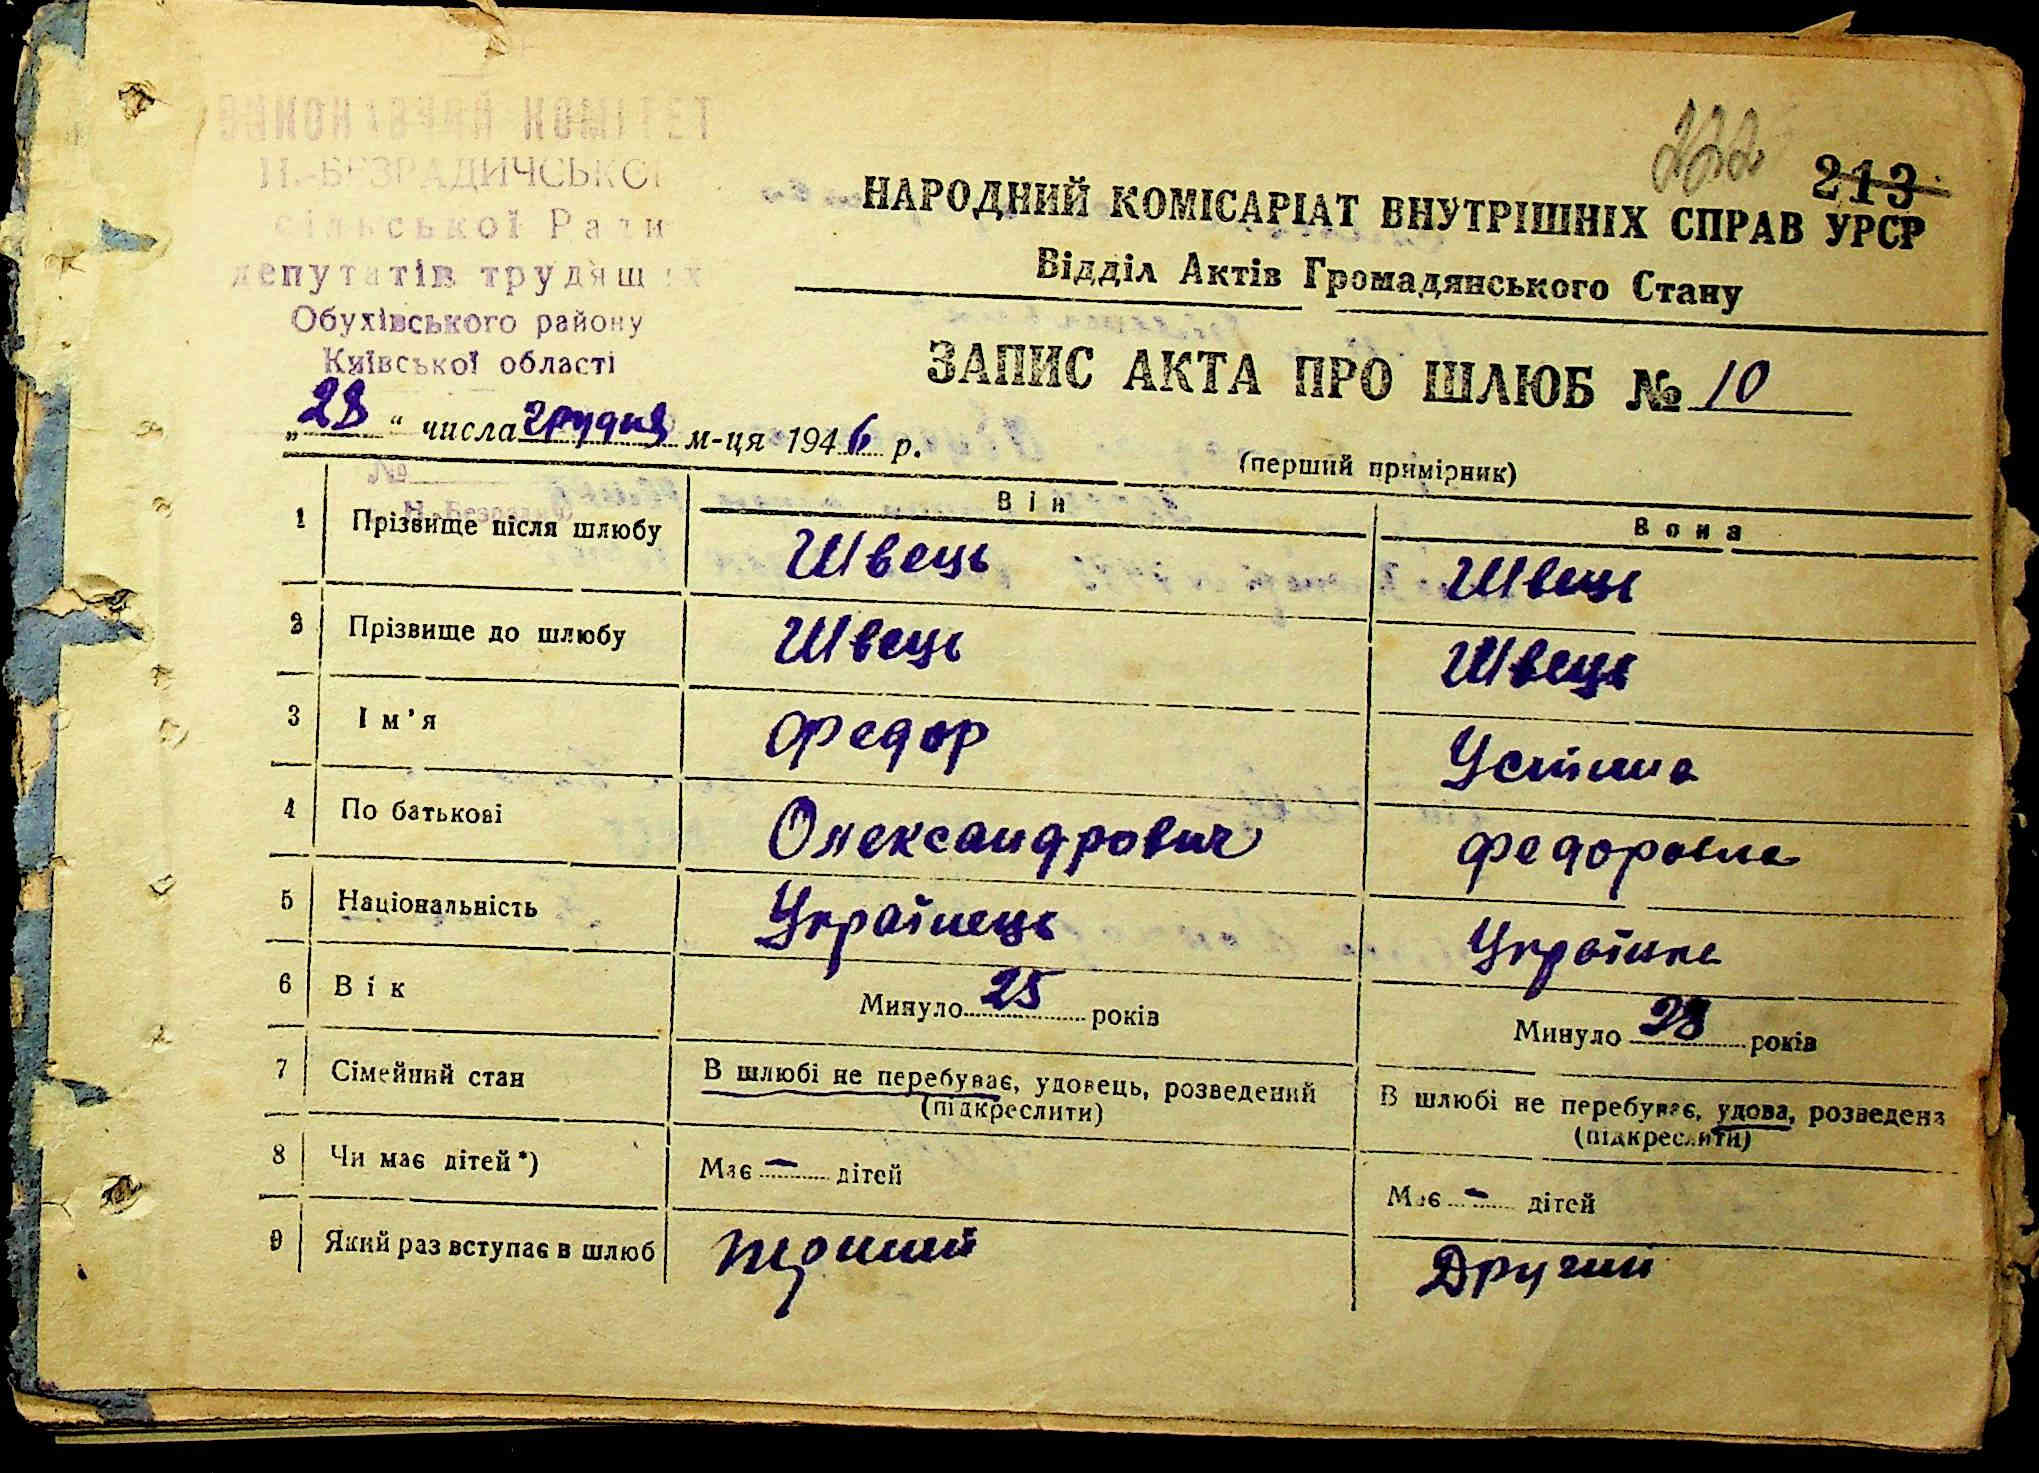 ВИКОНАВЧИЙ КОМІТЕТ
Н.-БЕЗРАДИЧСЬКОЇ
сільської Ради
депутатів трудящих
Обухівського району
Київської області
222 213
НАРОДНИЙ КОМІСАРІАТ ВНУТРІШНІХ СПРАВ УРСР
Відділ Актів Громадянського Стану
ЗАПИС АКТА ПРО ШЛЮБ № 10
„28“ числа грудня м-ця 1946 р.
(перший примірник)
№
Він Вона
1 Прізвище після шлюбу Швець Швець
2 Прізвище до шлюбу Швець Швець
3 Ім’я Федор Устина
4 По батькові Олександрович Федоровна
5 Національність Українець Українка
6 Вік Минуло 25 років Минуло 28 років
7 Сімейний стан В шлюбі не перебуває, удовець, розведений В шлюбі не перебуває, удова, розведена
(підкреслити) (підкреслити)
8 Чи має дітей*) Має – дітей Має – дітей
9 Який раз вступає в шлюб Другий